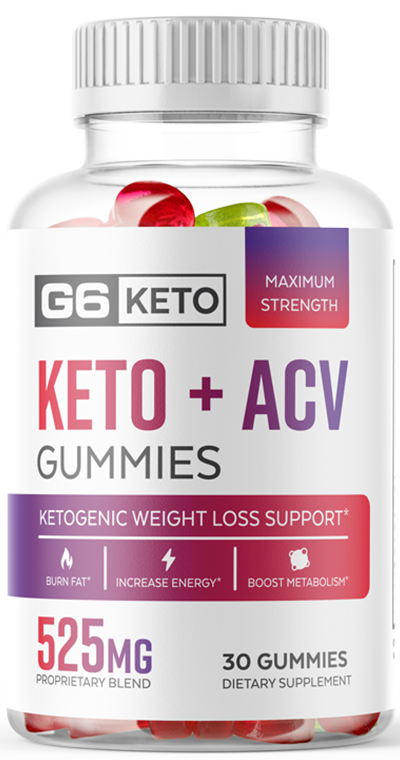 G6 KETO
MAXIMUM
STRENGTH
KETO + ACV
GUMMIES
KETOGENIC WEIGHT LOSS SUPPORT*
BURN FAT*
INCREASE ENERGY*
BOOST METABOLISM*
525MG
PROPRIETARY BLEND
30 GUMMIES
DIETARY SUPPLEMENT